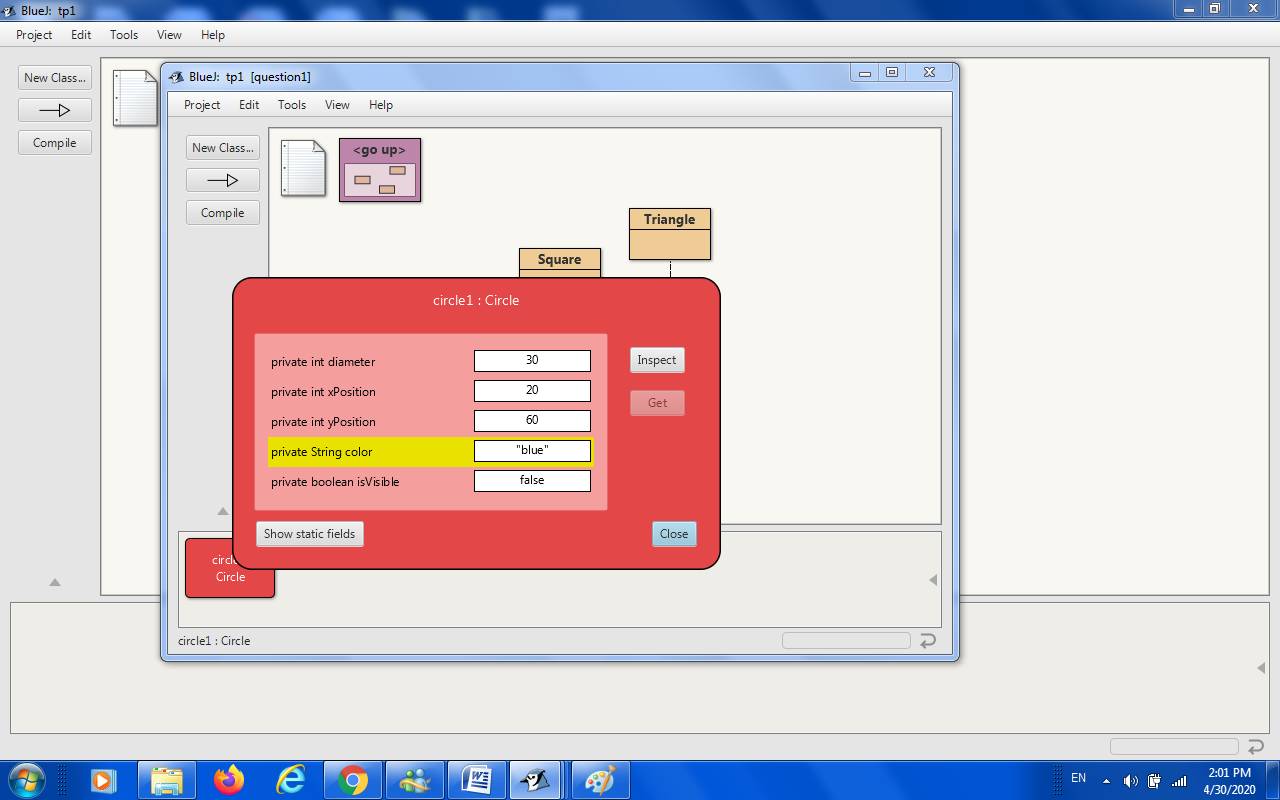 BlueJ: tp1
Project Edit Tools View Help
New Class...
Compile
BlueJ: tp1 [question1]
Project Edit Tools View Help
New Class...
Compile
<go up>
Triangle
Square
circle1 : Circle
private int diameter 30
Inspect
private int xPosition 20
Get
private int yPosition 60
private String color "blue"
private boolean isVisible false
Show static fields
Close
Circle
circle1 : Circle
EN
2:01 PM
4/30/2020